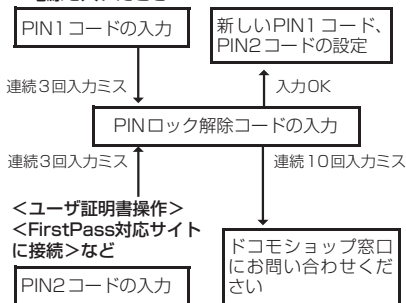 PIN1コードの入力
新しいPIN1コード、
PIN2コードの設定
連続3回入力ミス
入力OK
PINロック解除コードの入力
連続3回入力ミス
連続10回入力ミス
<ユーザ証明書操作>
<FirstPass対応サイト
に接続>など
PIN2コードの入力
ドコモショップ窓口
にお問い合わせくだ
さい